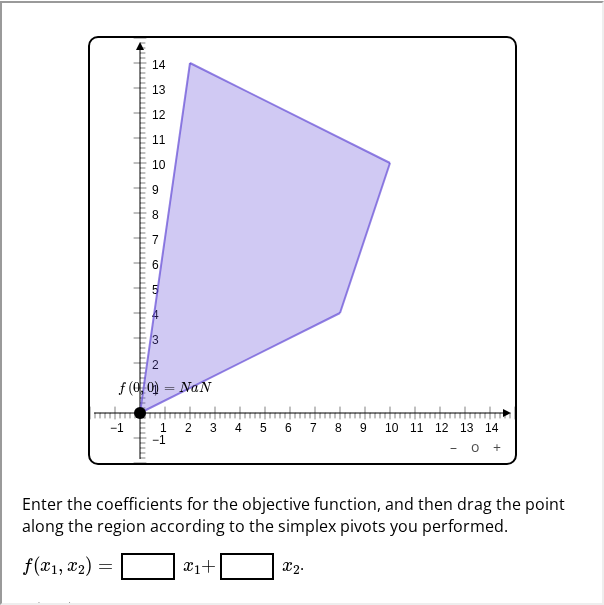 14
13
12
11
10
9
8
7
6
5
4
3
2
1
f(0,0) = NaN
−1 1 2 3 4 5 6 7 8 9 10 11 12 13 14
−1
− o +
Enter the coefficients for the objective function, and then drag the point
along the region according to the simplex pivots you performed.
f(x₁, x₂) = x₁+ x₂.